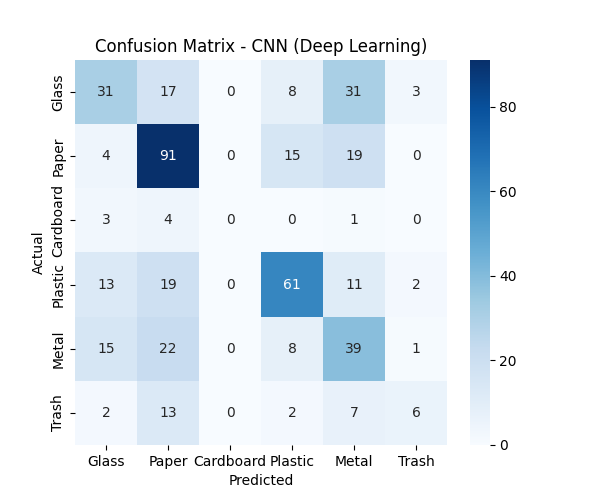 Confusion Matrix - CNN (Deep Learning)
Actual
Glass 31 17 0 8 31 3
Paper 4 91 0 15 19 0
Cardboard 3 4 0 0 1 0
Plastic 13 19 0 61 11 2
Metal 15 22 0 8 39 1
Trash 2 13 0 2 7 6
Glass Paper Cardboard Plastic Metal Trash
Predicted
80
60
40
20
0